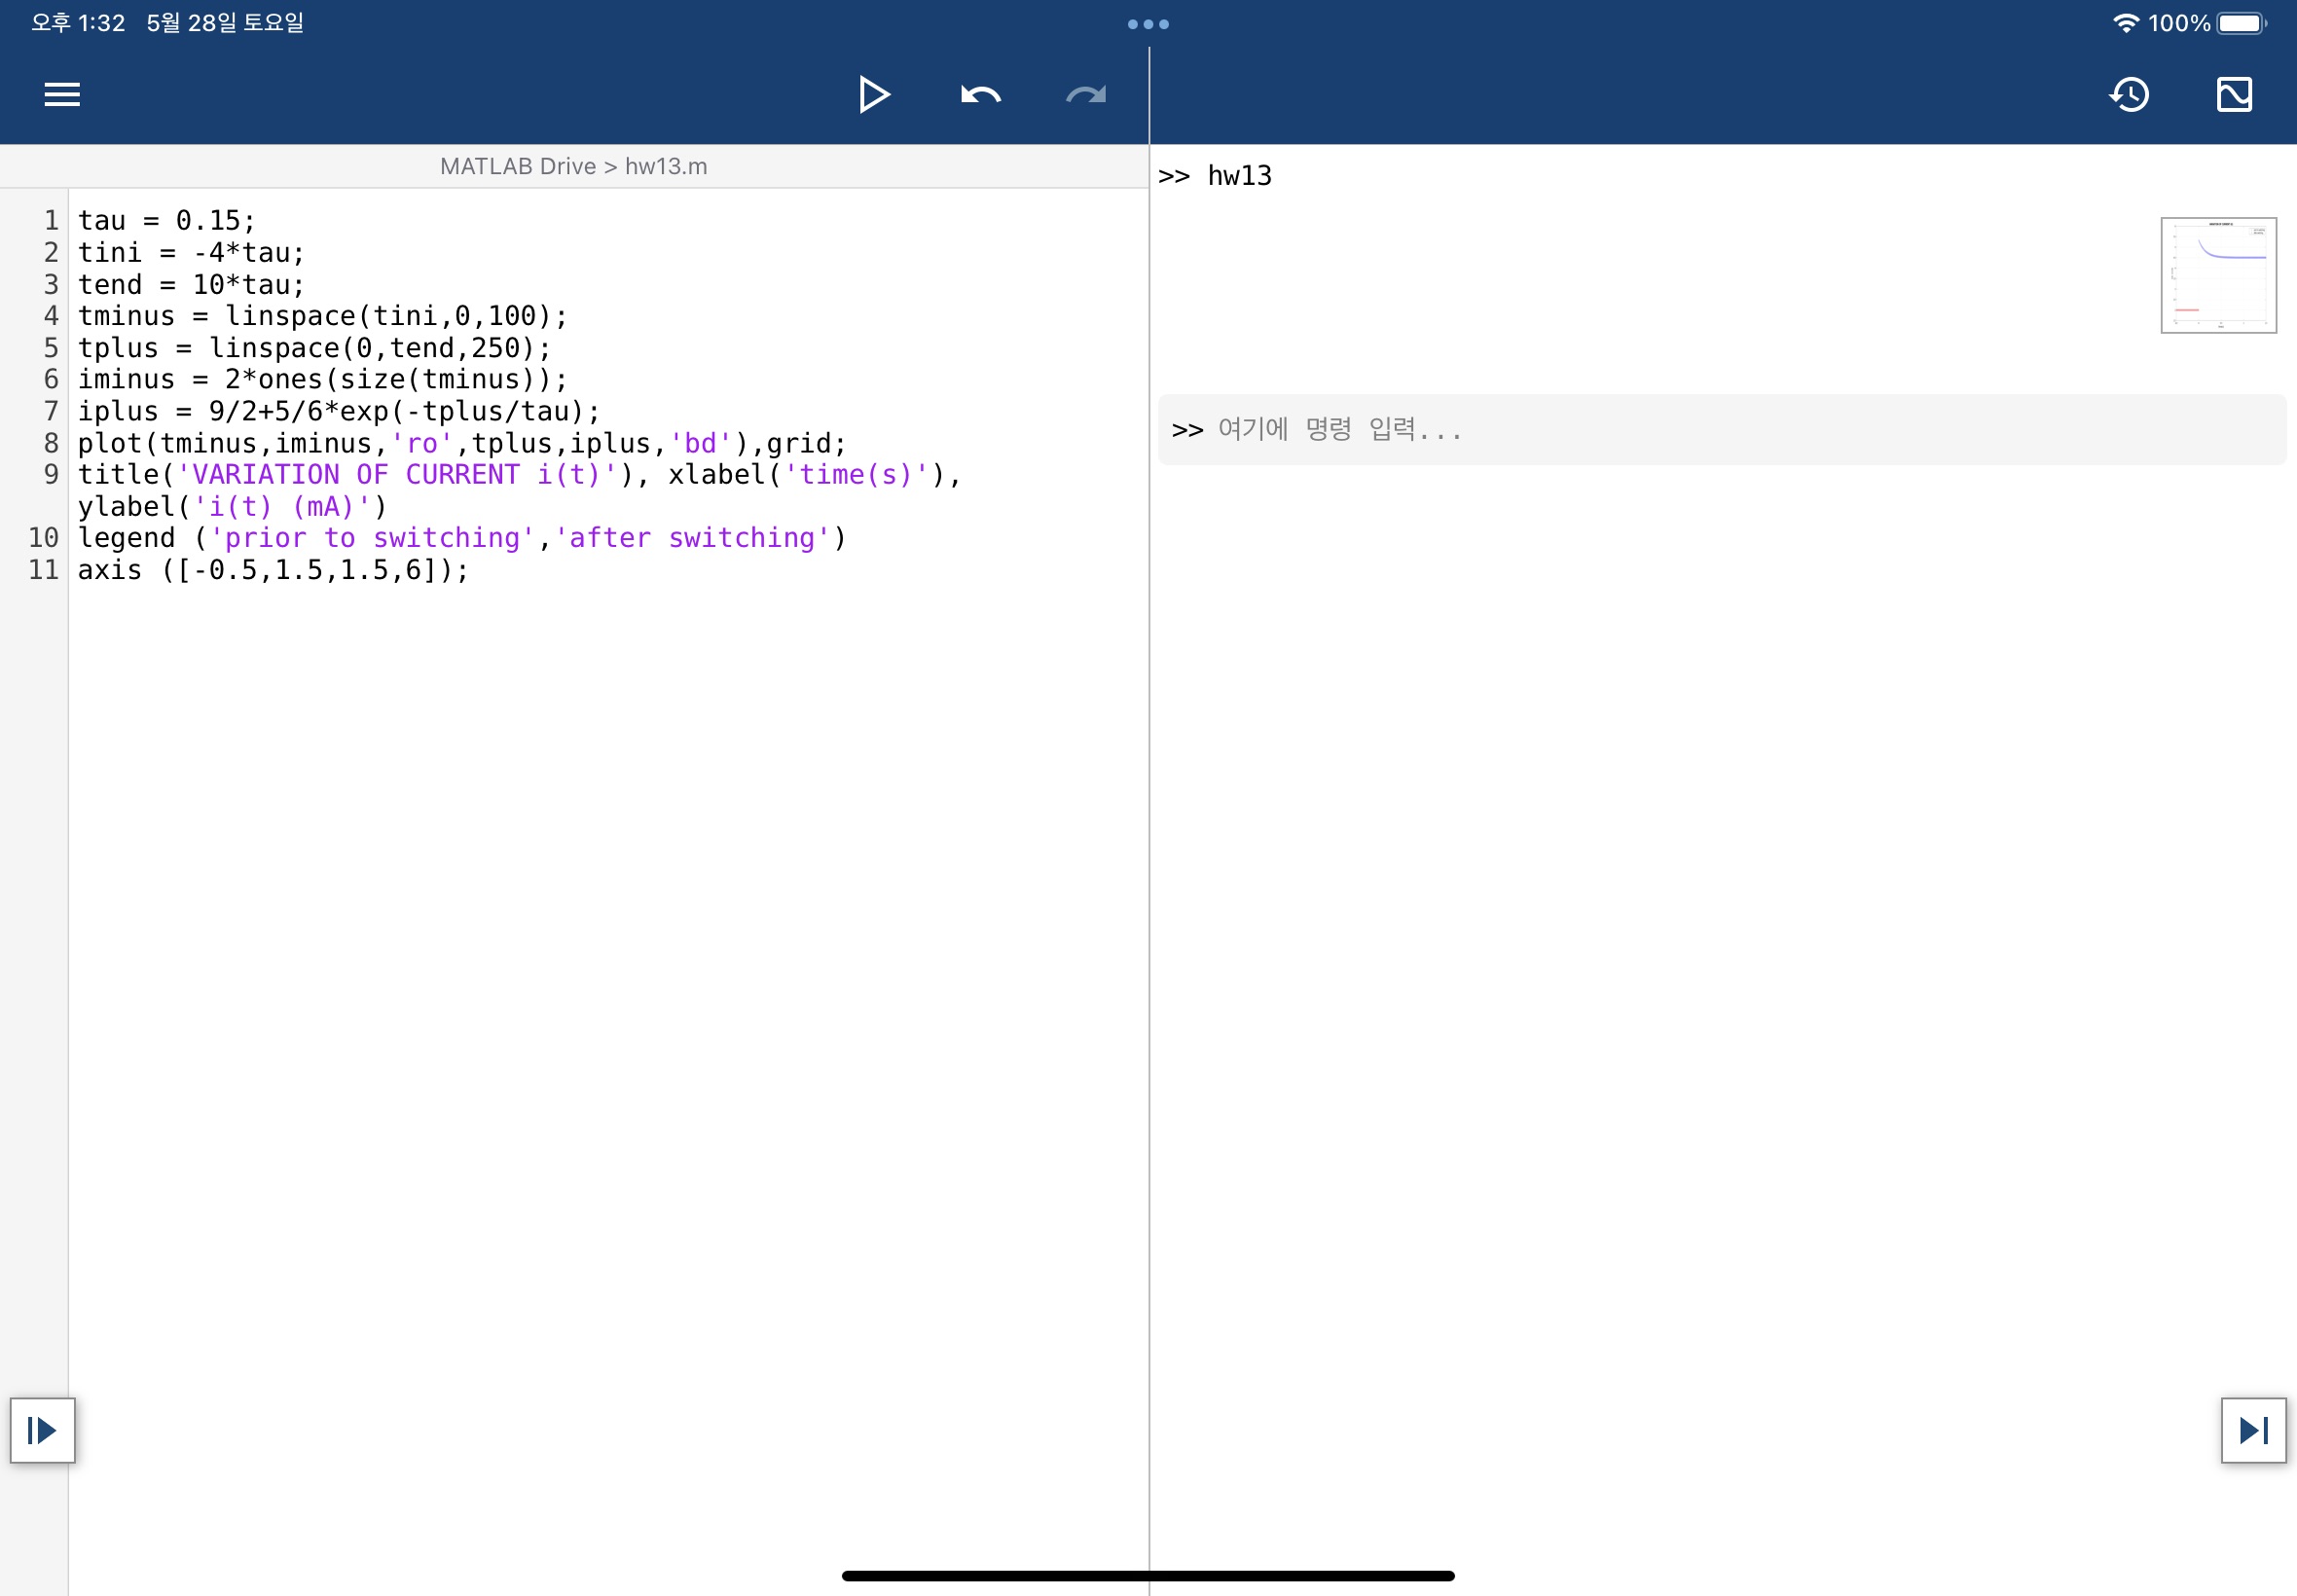 오후 1:32 5월 28일 토요일
100%
MATLAB Drive > hw13.m
1 tau = 0.15;
2 tini = -4*tau;
3 tend = 10*tau;
4 tminus = linspace(tini,0,100);
5 tplus = linspace(0,tend,250);
6 iminus = 2*ones(size(tminus));
7 iplus = 9/2+5/6*exp(-tplus/tau);
8 plot(tminus,iminus,'ro',tplus,iplus,'bd'),grid;
9 title('VARIATION OF CURRENT i(t)'), xlabel('time(s)'),
ylabel('i(t) (mA)')
10 legend ('prior to switching','after switching')
11 axis ([-0.5,1.5,1.5,6]);
>> hw13
>> 여기에 명령 입력...